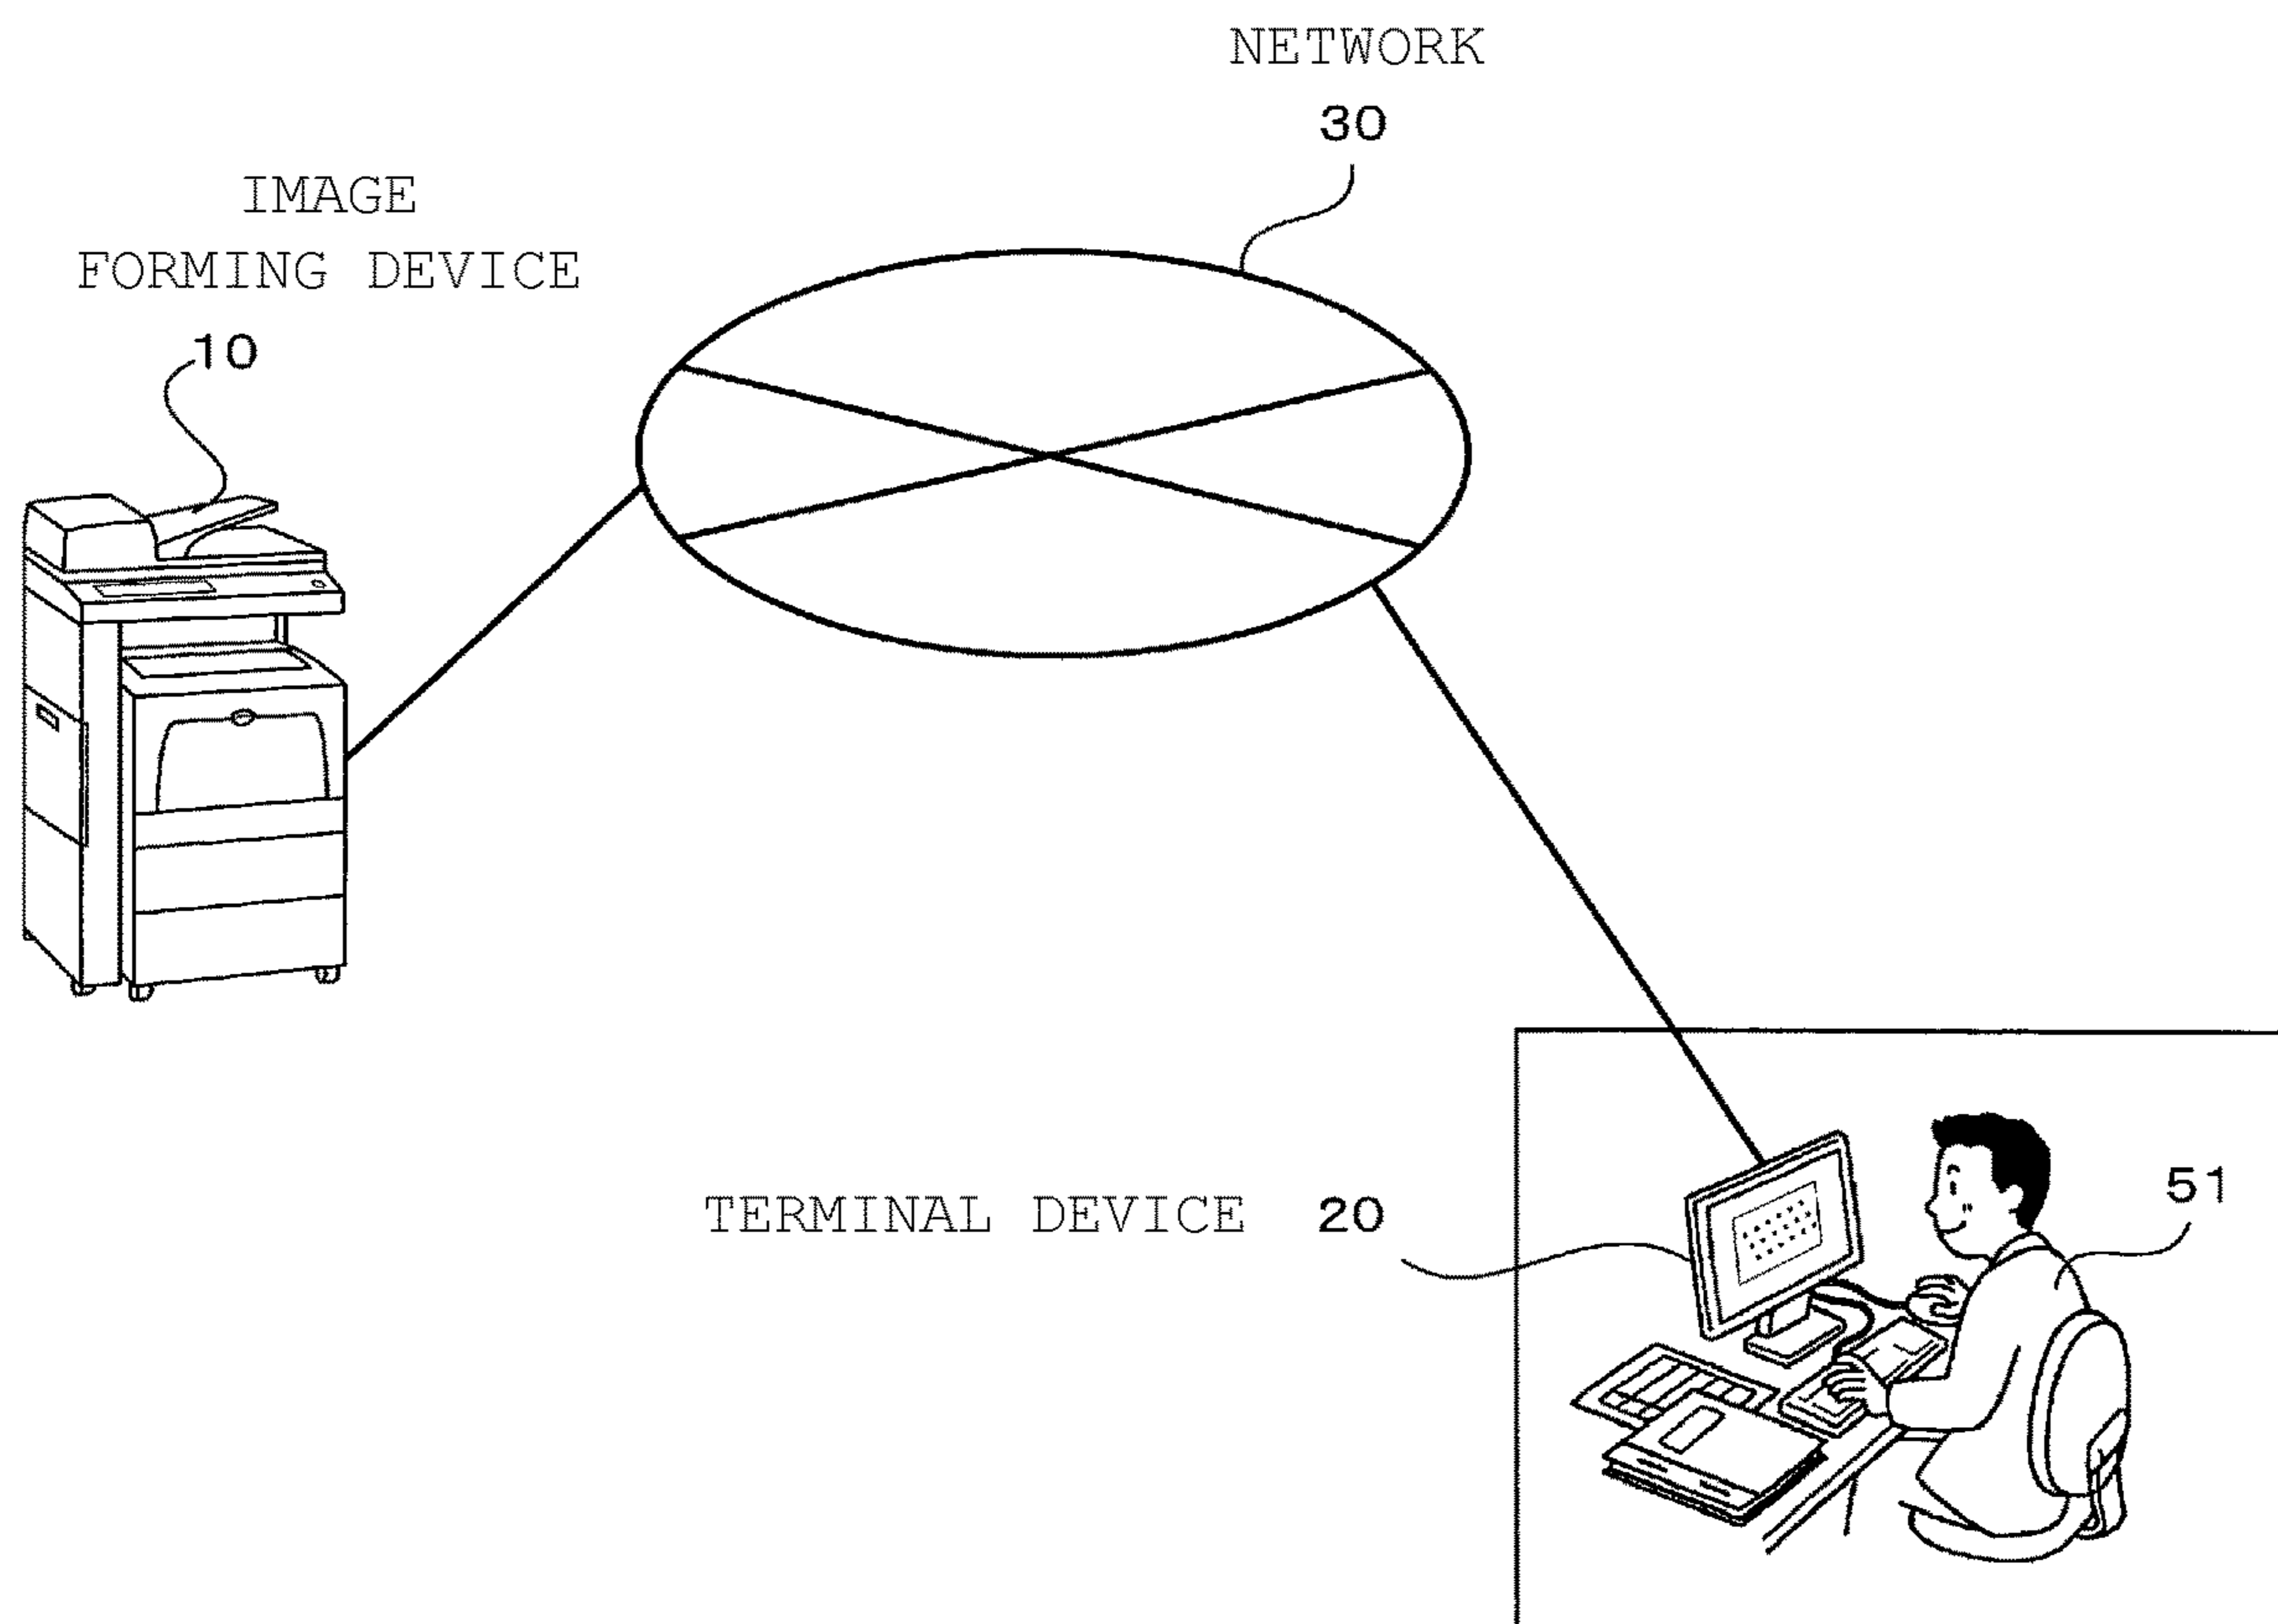 NETWORK
30
IMAGE
FORMING DEVICE
10
TERMINAL DEVICE 20
51